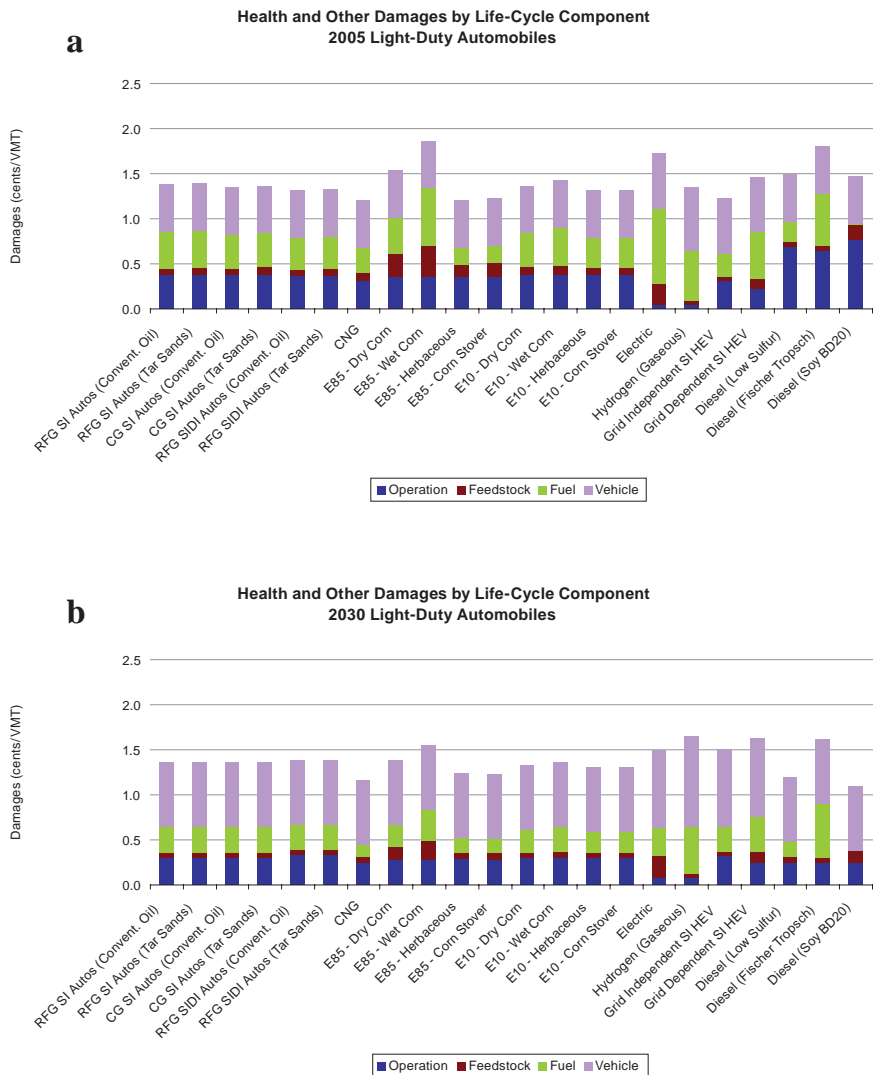 Health and Other Damages by Life-Cycle Component
2005 Light-Duty Automobiles
a
Damages (cents/VMT)
2.5
2.0
1.5
1.0
0.5
0.0
RFG SI Autos (Convent. Oil)
RFG SI Autos (Tar Sands)
CG SI Autos (Convent. Oil)
CG SI Autos (Tar Sands)
RFG SIDI Autos (Convent. Oil)
RFG SIDI Autos (Tar Sands)
CNG
E85 - Dry Corn
E85 - Wet Corn
E85 - Herbaceous
E85 - Corn Stover
E10 - Dry Corn
E10 - Wet Corn
E10 - Herbaceous
E10 - Corn Stover
Electric
Hydrogen (Gaseous)
Grid Independent SI HEV
Grid Dependent SI HEV
Diesel (Low Sulfur)
Diesel (Fischer Tropsch)
Diesel (Soy BD20)
Operation Feedstock Fuel Vehicle
Health and Other Damages by Life-Cycle Component
2030 Light-Duty Automobiles
b
Damages (cents/VMT)
2.5
2.0
1.5
1.0
0.5
0.0
RFG SI Autos (Convent. Oil)
RFG SI Autos (Tar Sands)
CG SI Autos (Convent. Oil)
CG SI Autos (Tar Sands)
RFG SIDI Autos (Convent. Oil)
RFG SIDI Autos (Tar Sands)
CNG
E85 - Dry Corn
E85 - Wet Corn
E85 - Herbaceous
E85 - Corn Stover
E10 - Dry Corn
E10 - Wet Corn
E10 - Herbaceous
E10 - Corn Stover
Electric
Hydrogen (Gaseous)
Grid Independent SI HEV
Grid Dependent SI HEV
Diesel (Low Sulfur)
Diesel (Fischer Tropsch)
Diesel (Soy BD20)
Operation Feedstock Fuel Vehicle